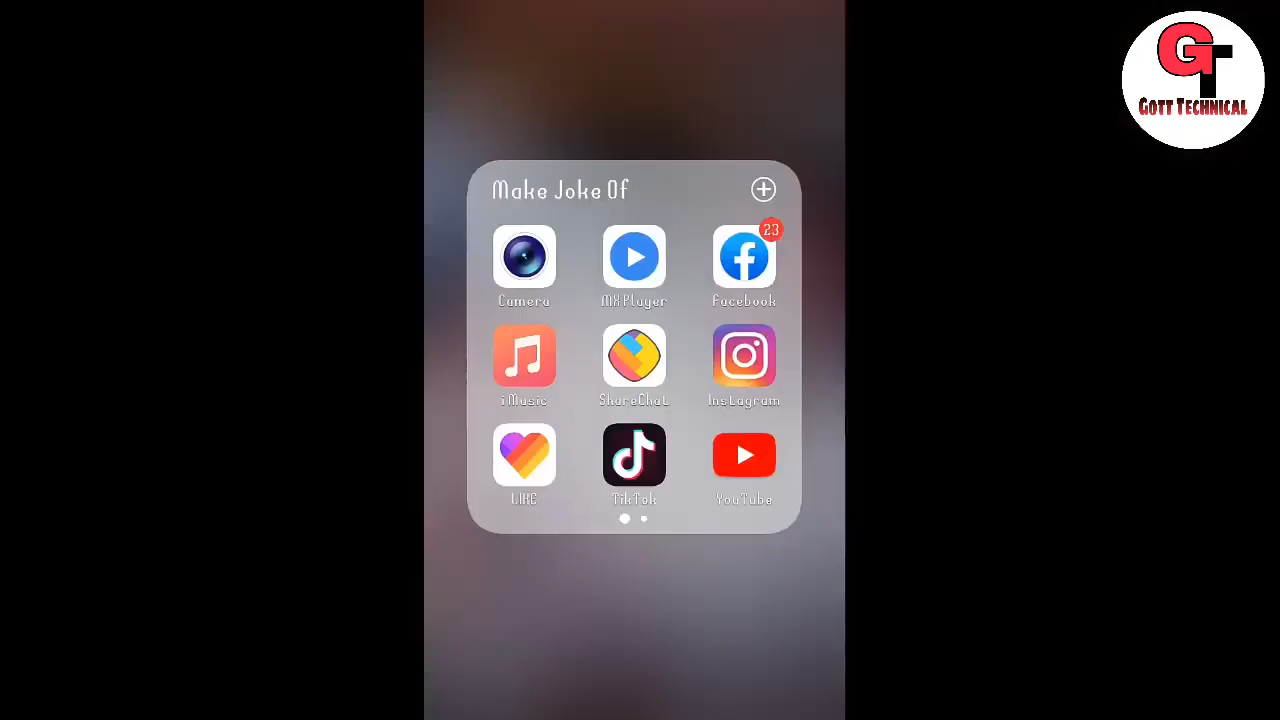 GT
GOTT TECHNICAL
Make Joke Of
23
Camera MX Player Facebook
iMusic ShareChat Instagram
LIKE TikTok YouTube